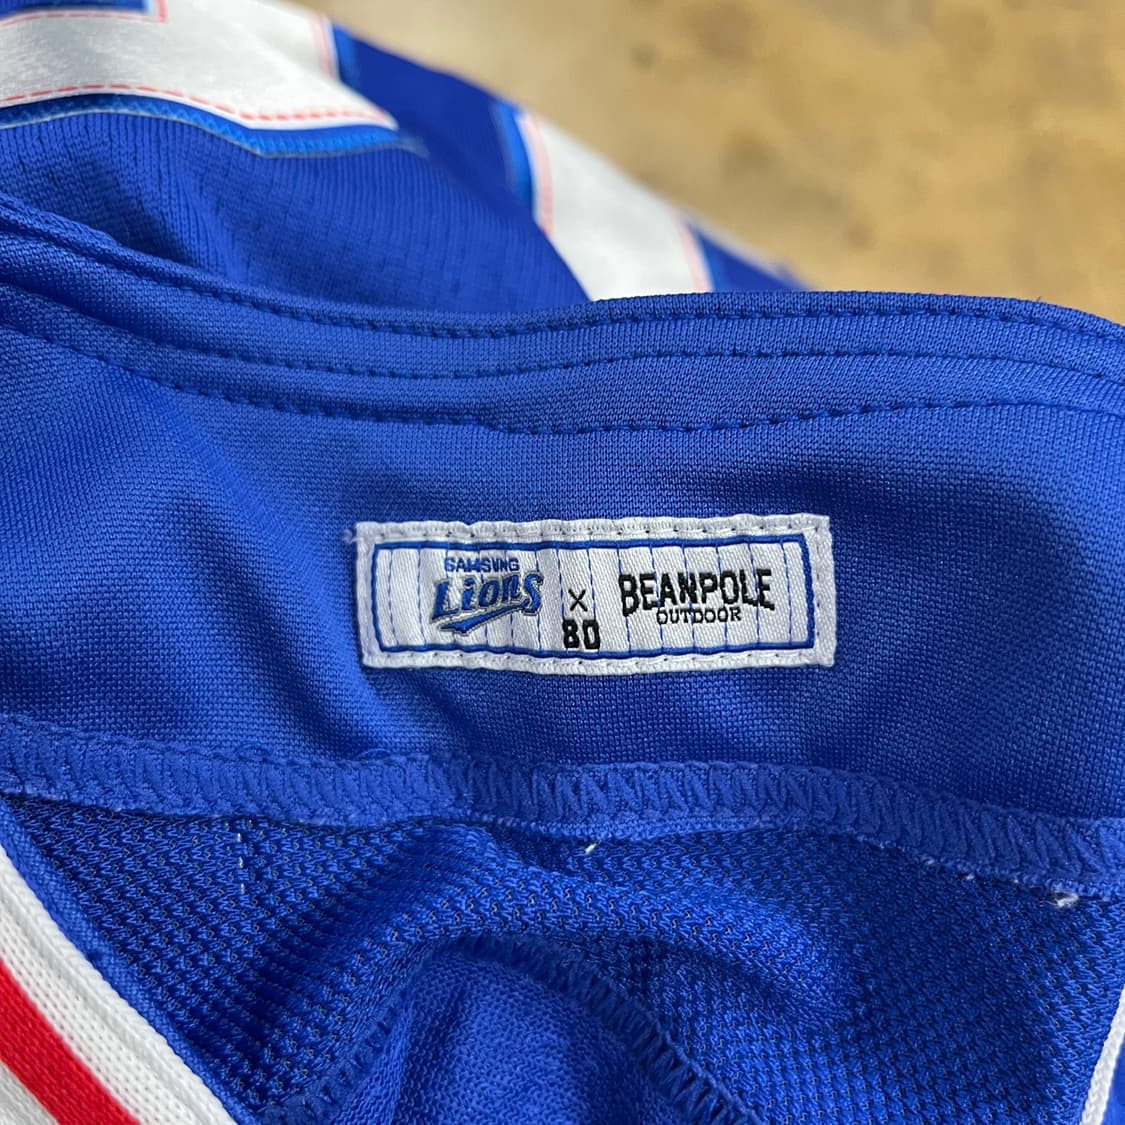 SAMSUNG
Lions × BEANPOLE
OUTDOOR
80